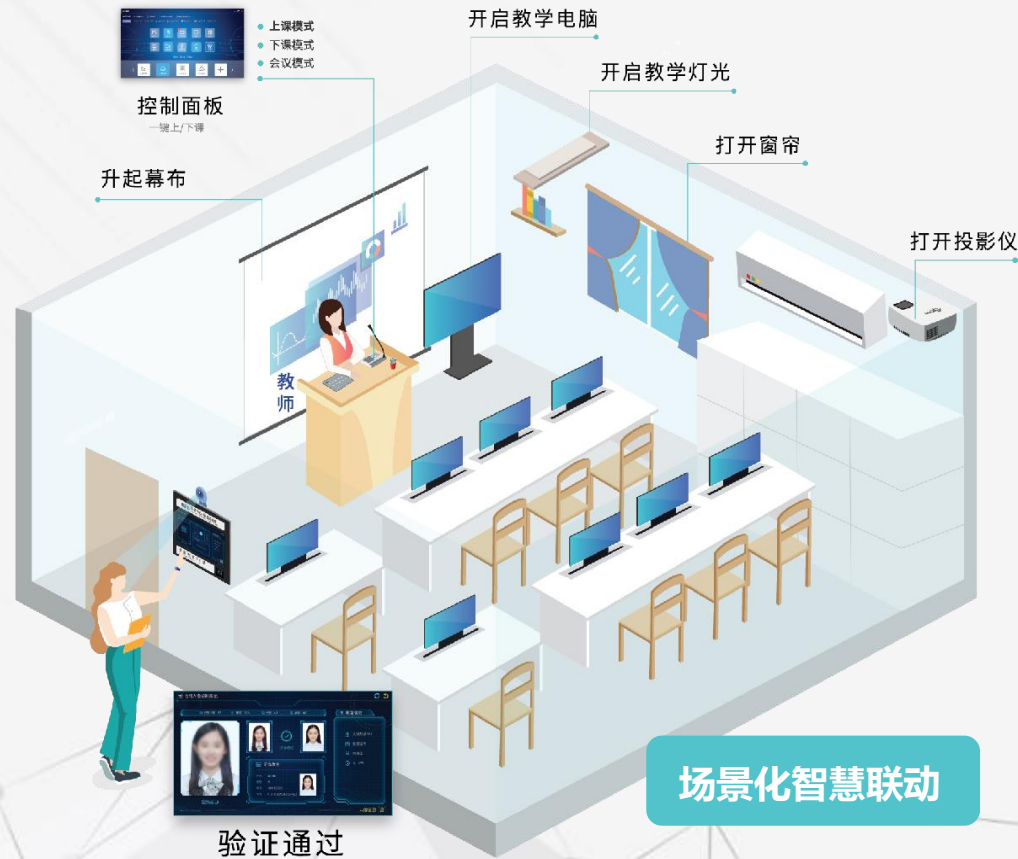 开启教学电脑
上课模式
下课模式
会议模式
控制面板
一键上/下课
开启教学灯光
打开窗帘
升起幕布
打开投影仪
教
师
场景化智慧联动
验证通过